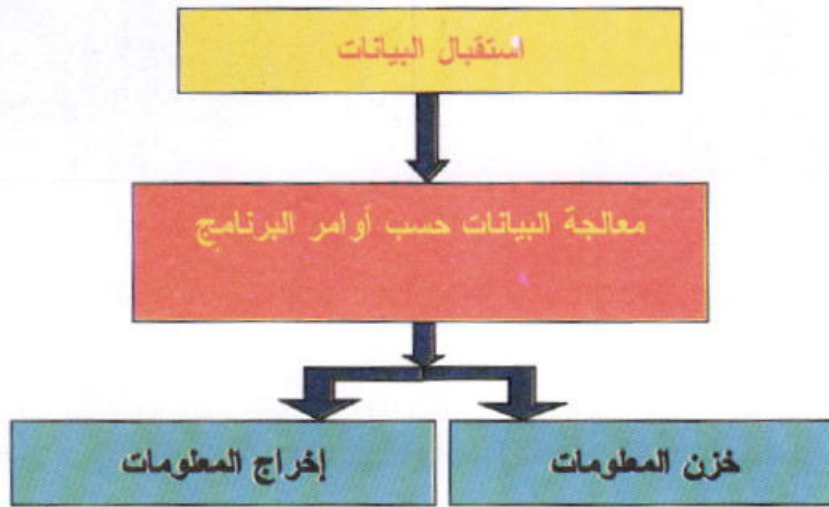 استقبال البيانات
معالجة البيانات حسب أوامر البرنامج
خزن المعلومات
إخراج المعلومات